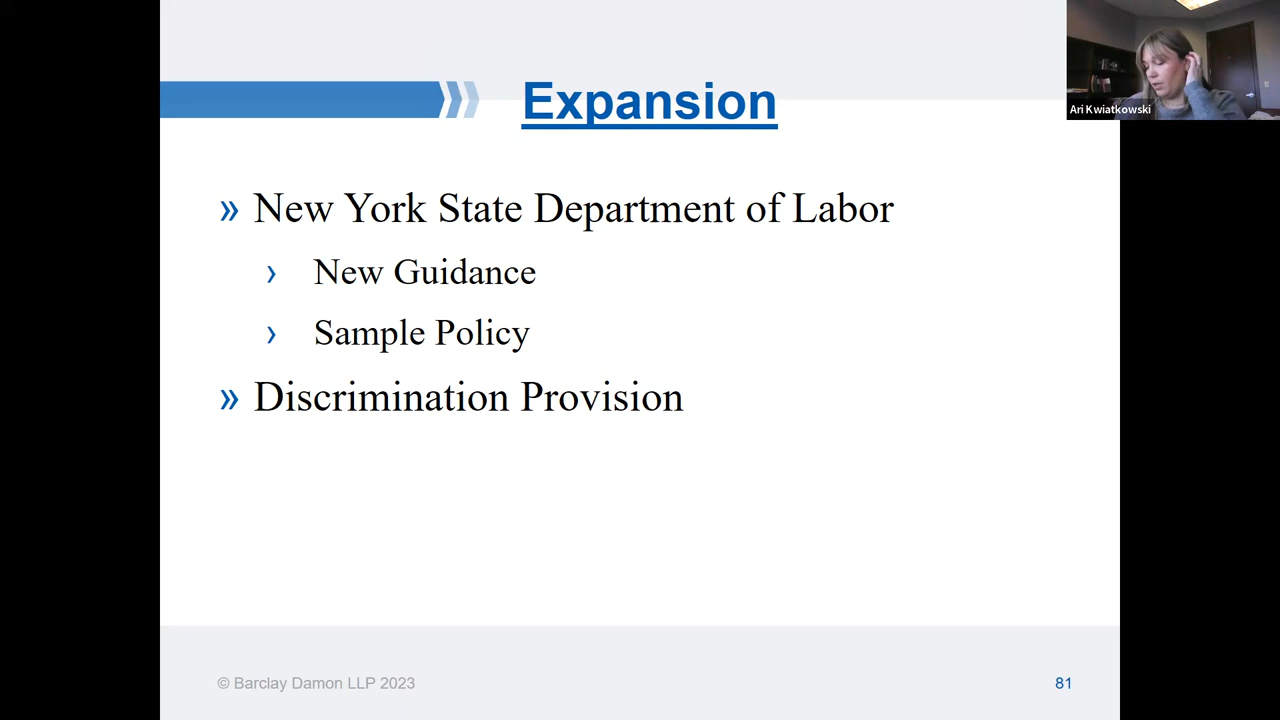 Expansion
Ari Kwiatkowski
» New York State Department of Labor
› New Guidance
› Sample Policy
» Discrimination Provision
© Barclay Damon LLP 2023
81